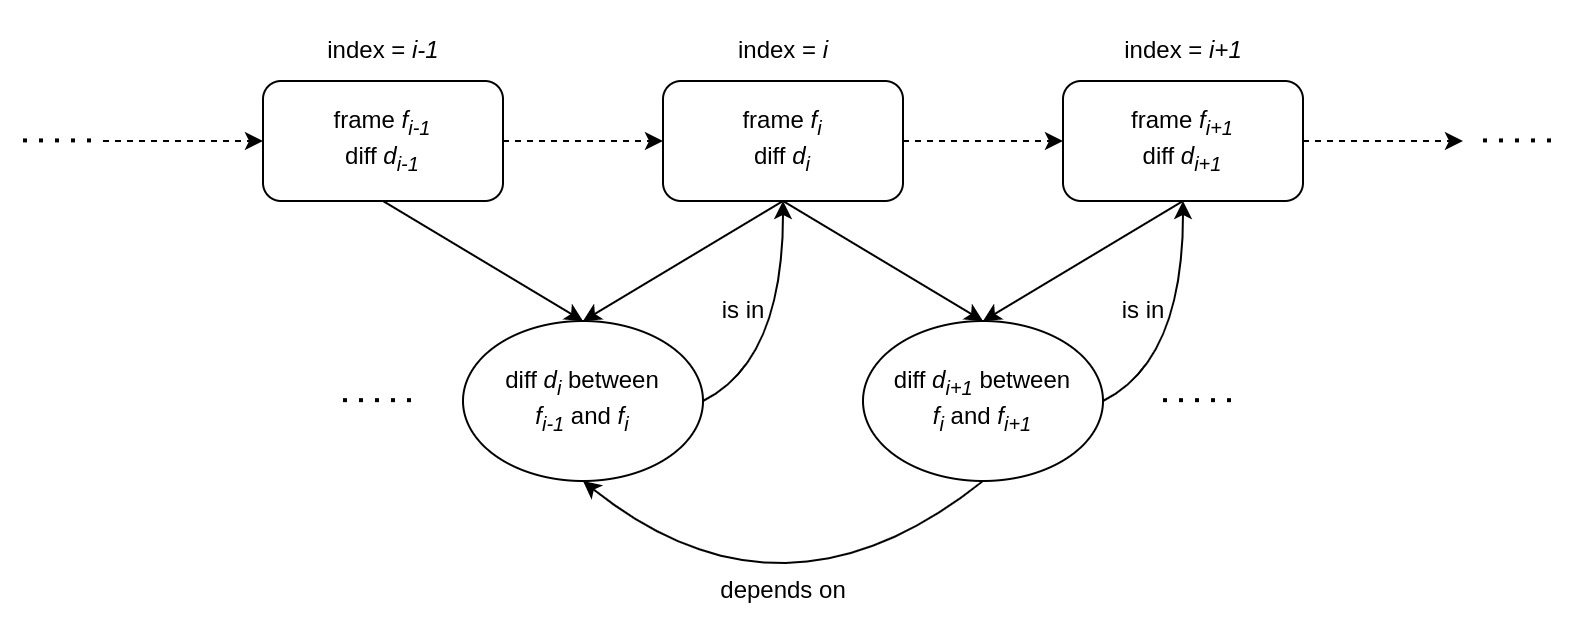 index = i-1
index = i
index = i+1
frame f_{i-1}
diff d_{i-1}
frame f_i
diff d_i
frame f_{i+1}
diff d_{i+1}
is in
is in
diff d_i between
f_{i-1} and f_i
diff d_{i+1} between
f_i and f_{i+1}
depends on